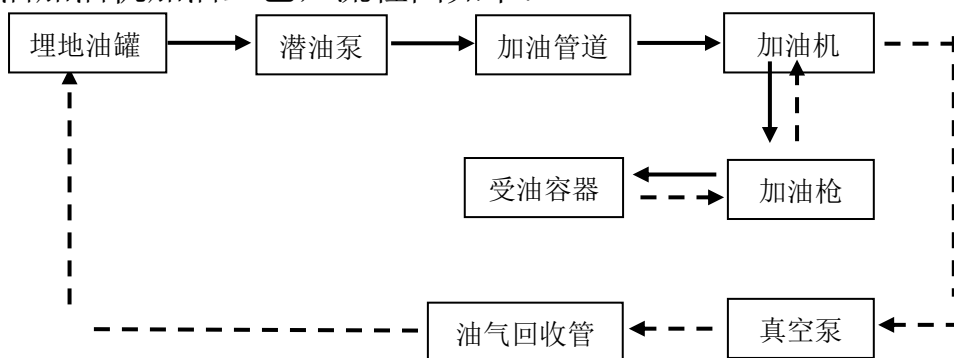 埋地油罐
潜油泵
加油管道
加油机
受油容器
加油枪
油气回收管
真空泵